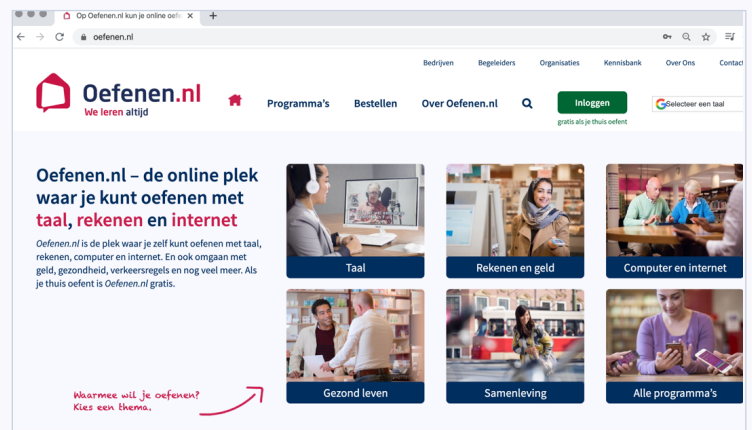 Op Oefenen.nl kun je online oefe
oefenen.nl
Bedrijven Begeleiders Organisaties Kennisbank Over Ons Contact
Oefenen.nl
We leren altijd
Programma's Bestellen Over Oefenen.nl Inloggen Selecteer een taal
gratis als je thuis oefent
Oefenen.nl – de online plek
waar je kunt oefenen met
taal, rekenen en internet
Oefenen.nl is de plek waar je zelf kunt oefenen met taal,
rekenen, computer en internet. En ook omgaan met
geld, gezondheid, verkeersregels en nog veel meer. Als
je thuis oefent is Oefenen.nl gratis.
Taal
Rekenen en geld
Computer en internet
Gezond leven
Samenleving
Alle programma's
Waarmee wil je oefenen?
Kies een thema.